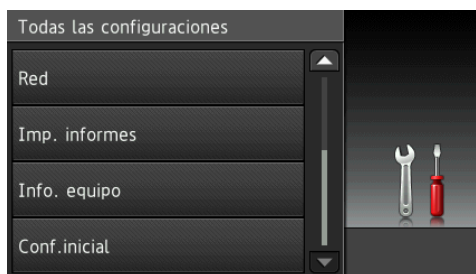 Todas las configuraciones
Red
Imp. informes
Info. equipo
Conf.inicial